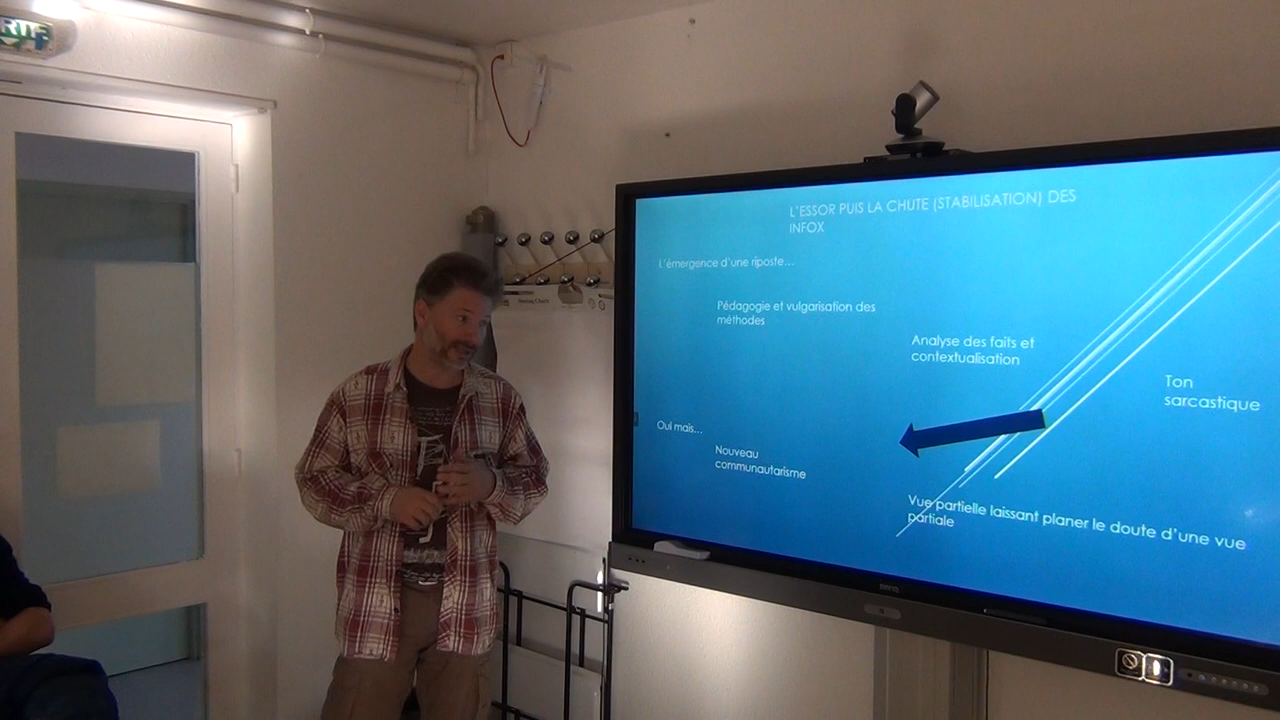 L'ESSOR PUIS LA CHUTE (STABILISATION) DES
INFOX
L'émergence d'une riposte...
Pédagogie et vulgarisation des
méthodes
Analyse des faits et
contextualisation
Ton
sarcastique
Oui mais...
Nouveau
communautarisme
Vue partielle laissant planer le doute d'une vue
partiale
BenQ